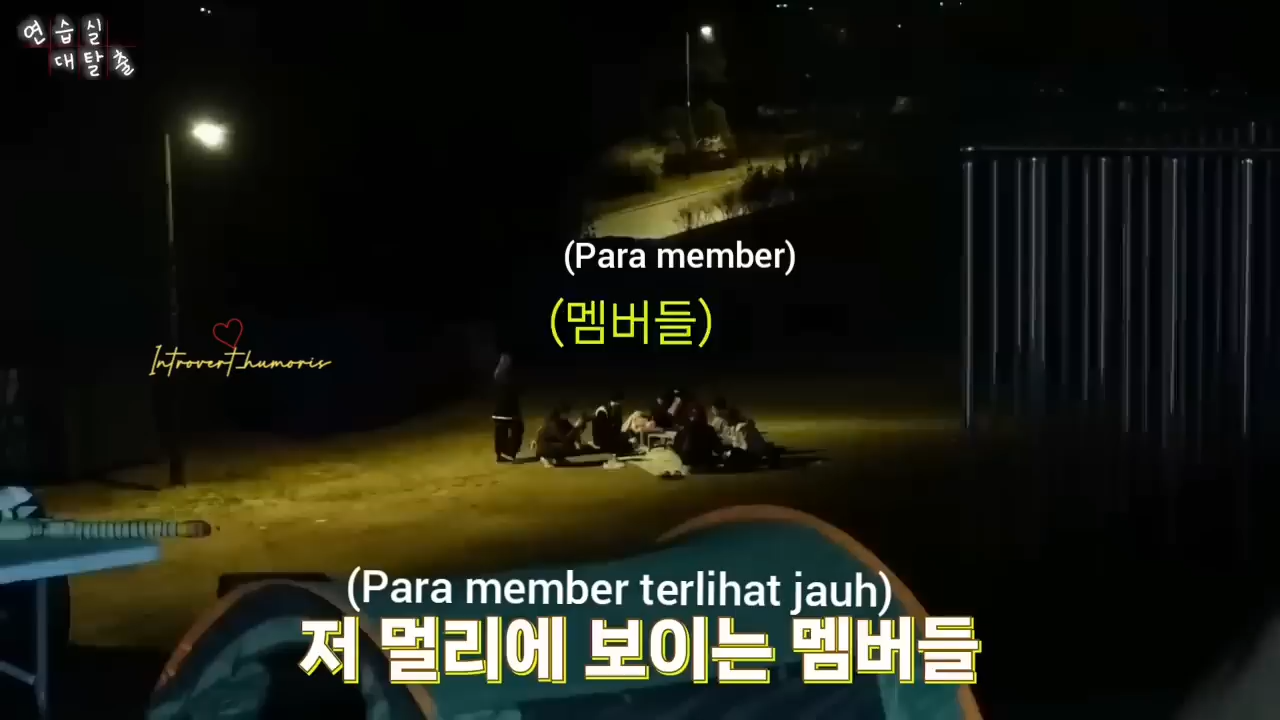 연습실
대탈출
(Para member)
(멤버들)
Introvert_humoris
(Para member terlihat jauh)
저 멀리에 보이는 멤버들